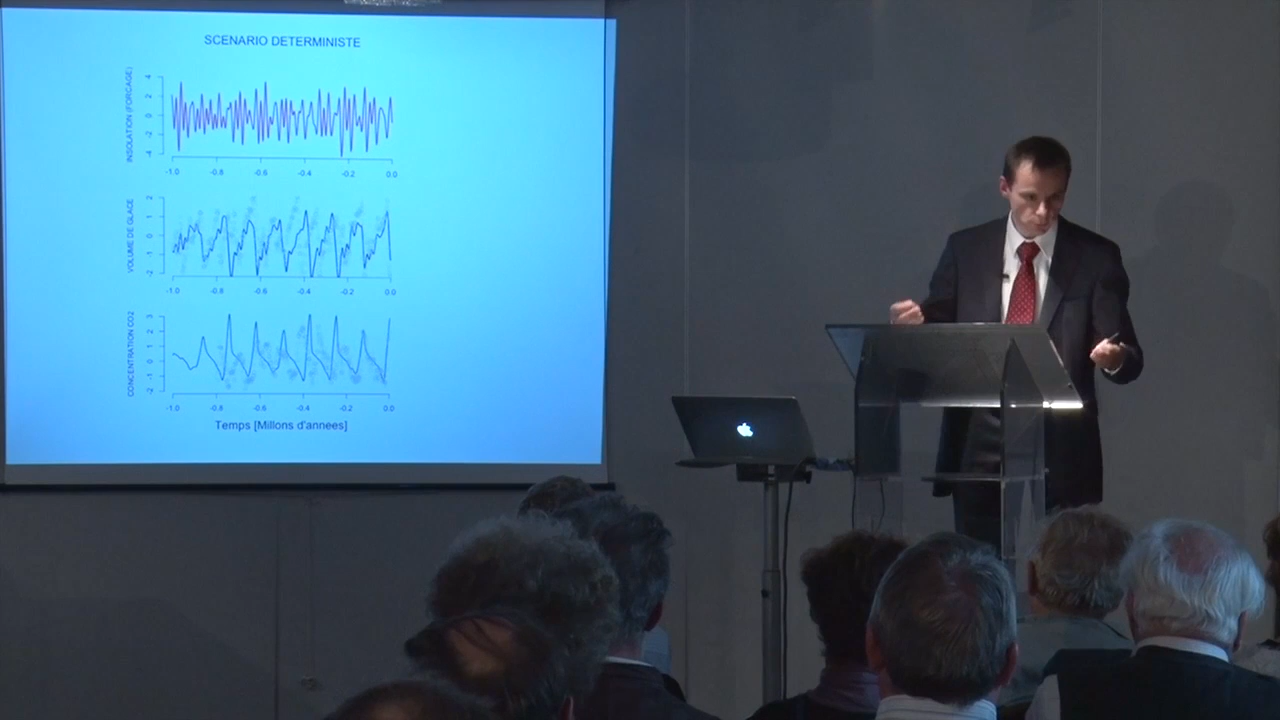 SCENARIO DETERMINISTE
INSOLATION (FORCAGE)
4
2
0
-2
-4
-1.0 -0.8 -0.6 -0.4 -0.2 0.0
VOLUME DE GLACE
2
1
0
-1
-2
-1.0 -0.8 -0.6 -0.4 -0.2 0.0
CONCENTRATION CO2
3
2
1
0
-1
-2
-1.0 -0.8 -0.6 -0.4 -0.2 0.0
Temps [Millons d'annees]